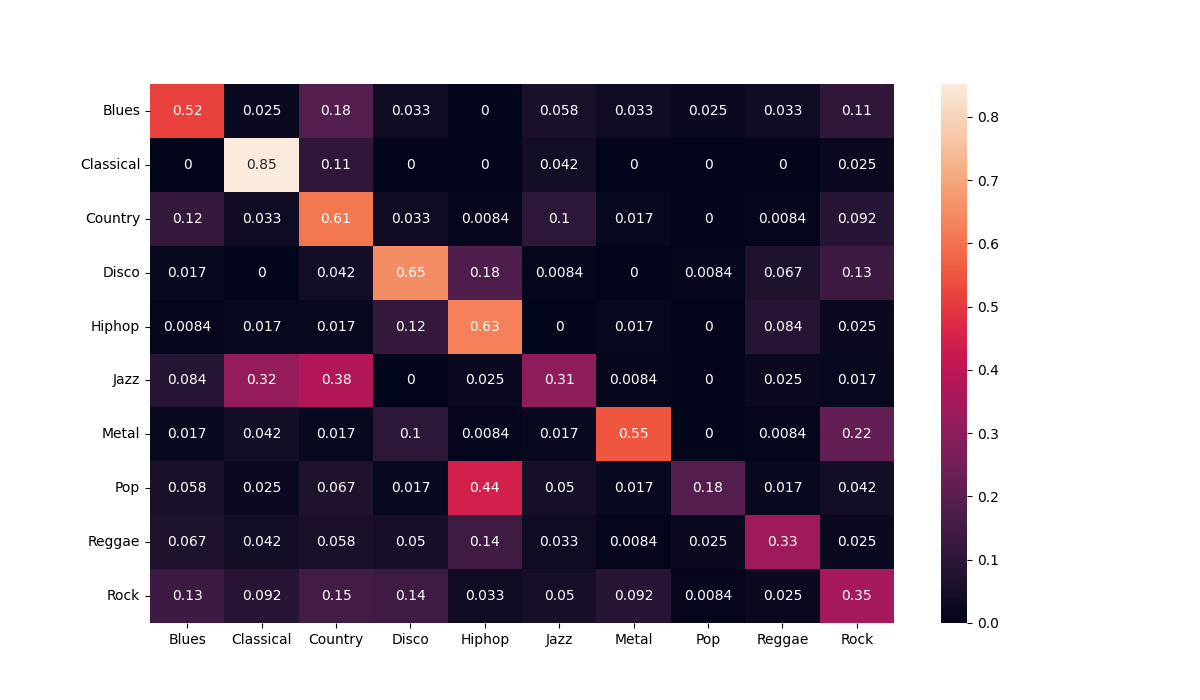 Blues 0.52 0.025 0.18 0.033 0 0.058 0.033 0.025 0.033 0.11
Classical 0 0.85 0.11 0 0 0.042 0 0 0 0.025
Country 0.12 0.033 0.61 0.033 0.0084 0.1 0.017 0 0.0084 0.092
Disco 0.017 0 0.042 0.65 0.18 0.0084 0 0.0084 0.067 0.13
Hiphop 0.0084 0.017 0.017 0.12 0.63 0 0.017 0 0.084 0.025
Jazz 0.084 0.32 0.38 0 0.025 0.31 0.0084 0 0.025 0.017
Metal 0.017 0.042 0.017 0.1 0.0084 0.017 0.55 0 0.0084 0.22
Pop 0.058 0.025 0.067 0.017 0.44 0.05 0.017 0.18 0.017 0.042
Reggae 0.067 0.042 0.058 0.05 0.14 0.033 0.0084 0.025 0.33 0.025
Rock 0.13 0.092 0.15 0.14 0.033 0.05 0.092 0.0084 0.025 0.35
Blues Classical Country Disco Hiphop Jazz Metal Pop Reggae Rock
0.8
0.7
0.6
0.5
0.4
0.3
0.2
0.1
0.0